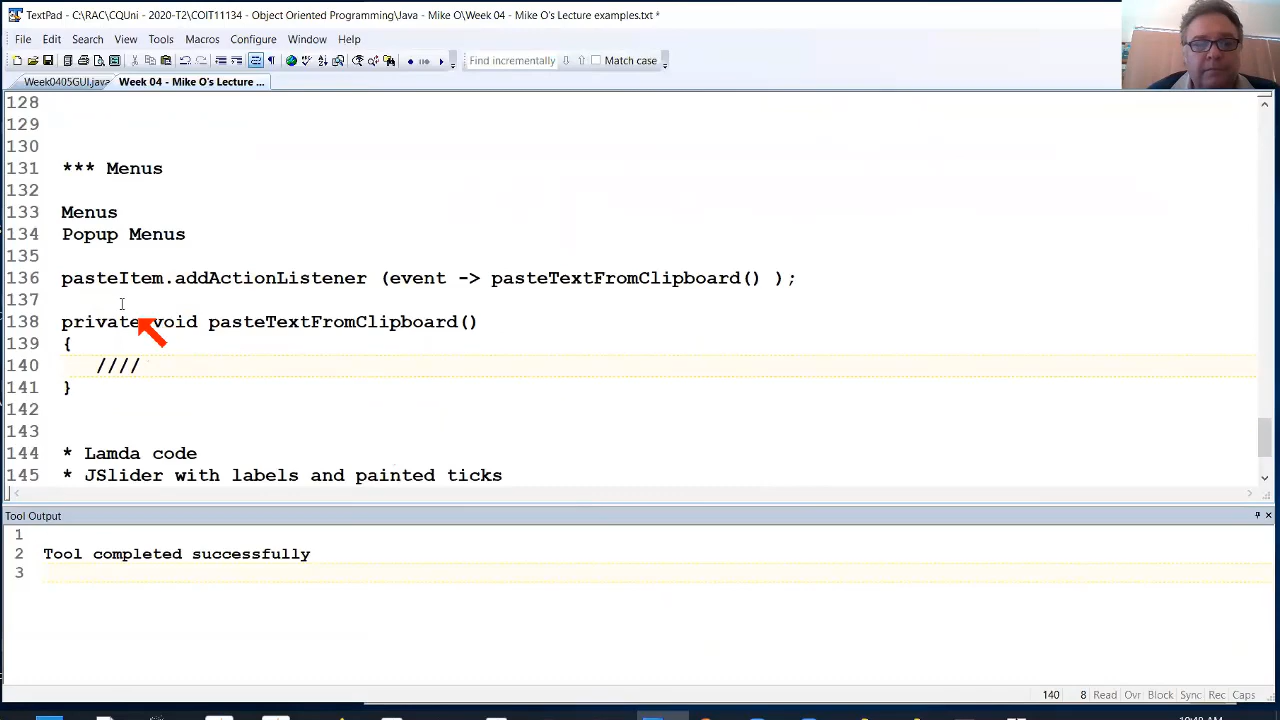 TextPad - C:\RAC\CQUni - 2020-T2\COIT11134 - Object Oriented Programming\Java - Mike O\Week 04 - Mike O's Lecture examples.txt *
File Edit Search View Tools Macros Configure Window Help
Find incrementally Match case
Week0405GUI.java Week 04 - Mike O's Lecture ...
128
129
130
131 *** Menus
132
133 Menus
134 Popup Menus
135
136 pasteItem.addActionListener (event -> pasteTextFromClipboard() );
137
138 private void pasteTextFromClipboard()
139 {
140 ////
141 }
142
143
144 * Lamda code
145 * JSlider with labels and painted ticks
Tool Output
1
2 Tool completed successfully
3
140 8 Read Ovr Block Sync Rec Caps